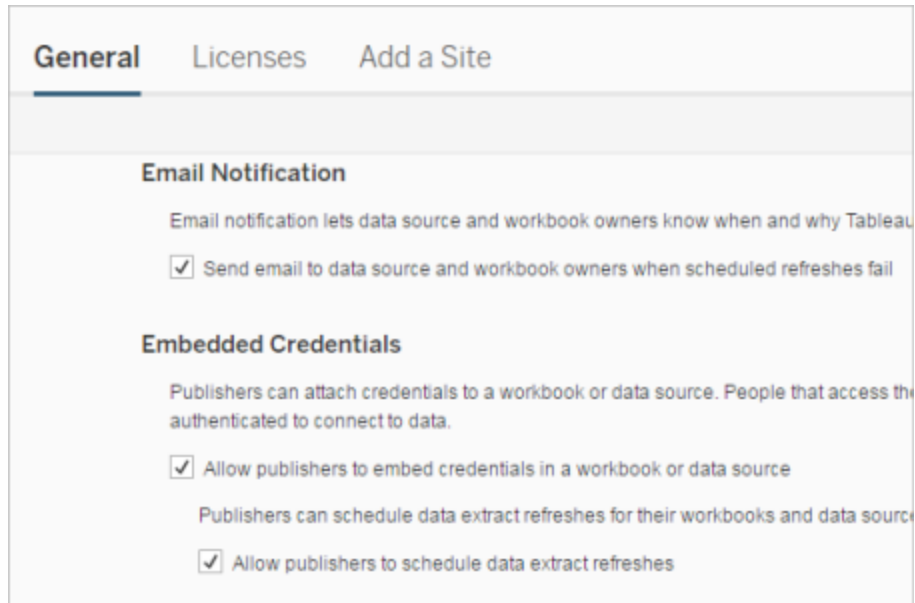 General Licenses Add a Site
Email Notification
Email notification lets data source and workbook owners know when and why Tableau
Send email to data source and workbook owners when scheduled refreshes fail
Embedded Credentials
Publishers can attach credentials to a workbook or data source. People that access the
authenticated to connect to data.
Allow publishers to embed credentials in a workbook or data source
Publishers can schedule data extract refreshes for their workbooks and data source
Allow publishers to schedule data extract refreshes